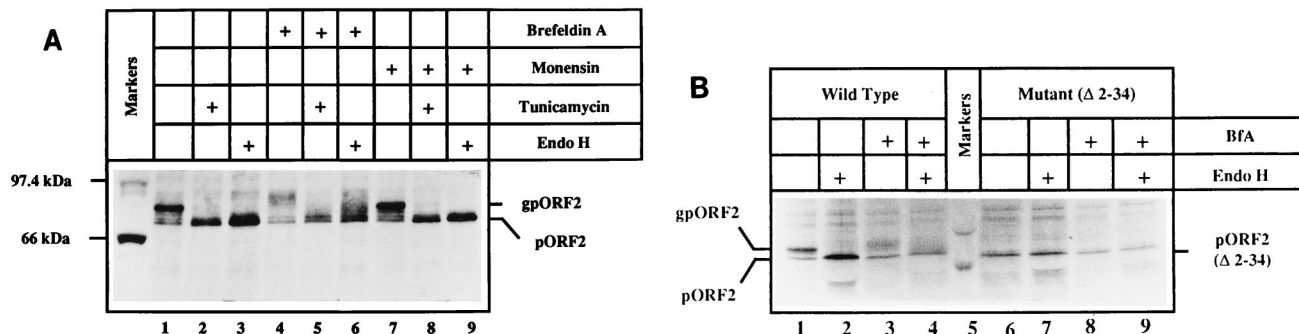 A
Markers
+ + + Brefeldin A
+ + + Monensin
+ + + Tunicamycin
+ + + Endo H
97.4 kDa
66 kDa
gpORF2
pORF2
1 2 3 4 5 6 7 8 9
B
Wild Type
Markers
Mutant (Δ 2-34)
+ + + + BfA
+ + + + Endo H
gpORF2
pORF2
pORF2
(Δ 2-34)
1 2 3 4 5 6 7 8 9